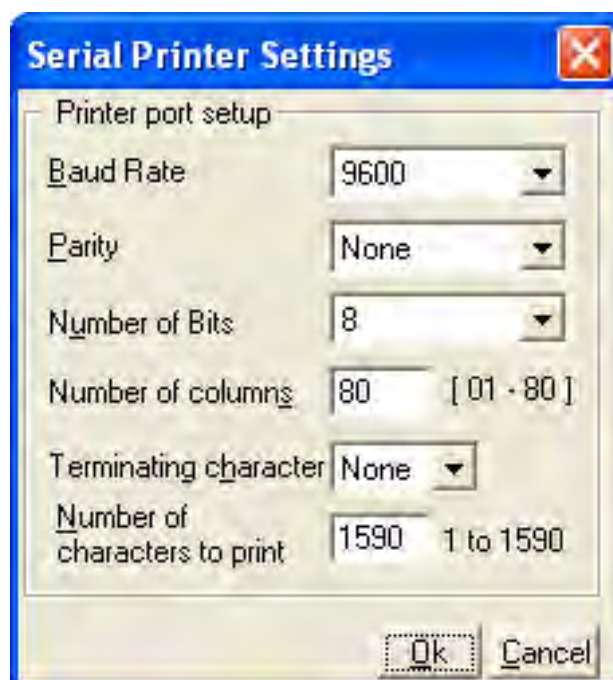 Serial Printer Settings
Printer port setup
Baud Rate 9600
Parity None
Number of Bits 8
Number of columns 80 [ 01 - 80 ]
Terminating character None
Number of
characters to print 1590 1 to 1590
Ok Cancel